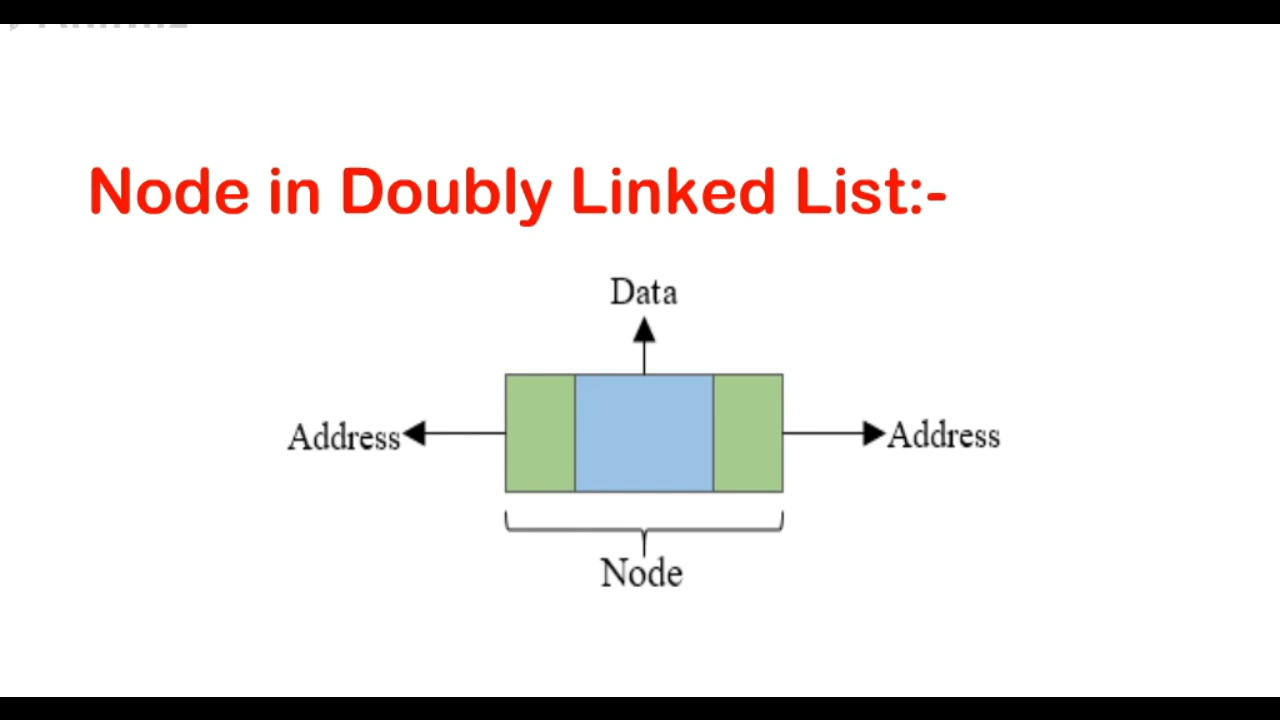 Node in Doubly Linked List:-
Data
Address Address
Node